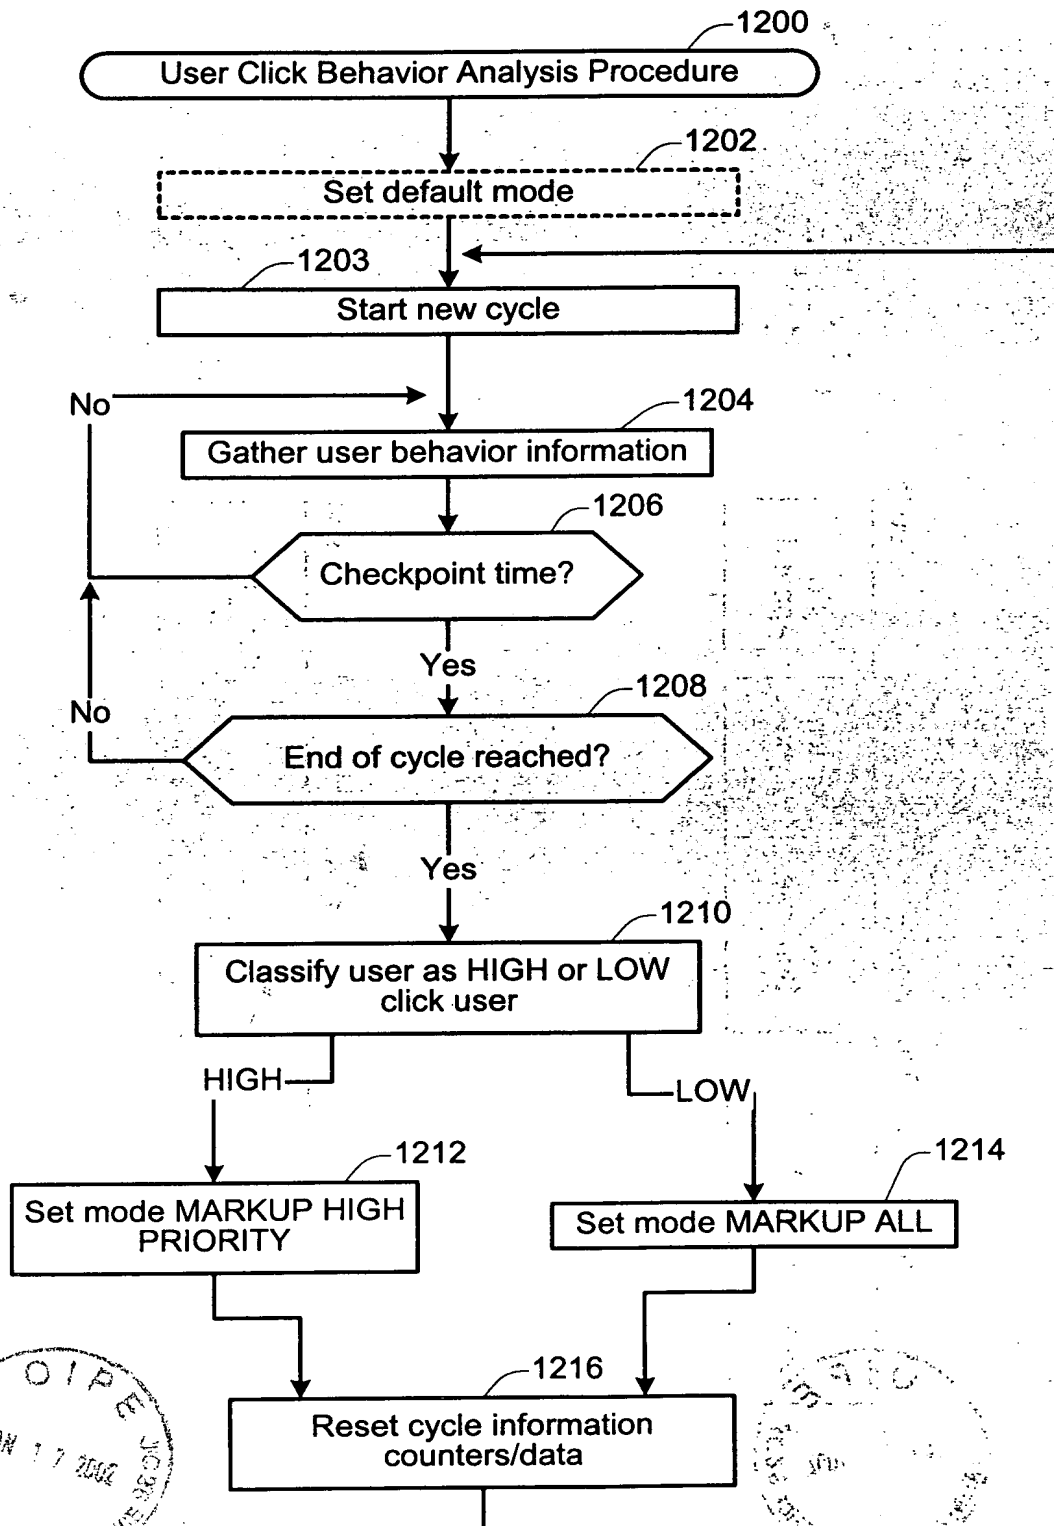 1200
User Click Behavior Analysis Procedure
1202
Set default mode
1203
Start new cycle
No
1204
Gather user behavior information
1206
Checkpoint time?
Yes
1208
No
End of cycle reached?
Yes
1210
Classify user as HIGH or LOW
click user
HIGH
LOW
1212
1214
Set mode MARKUP HIGH
PRIORITY
Set mode MARKUP ALL
1216
Reset cycle information
counters/data
OIPE
17 2002